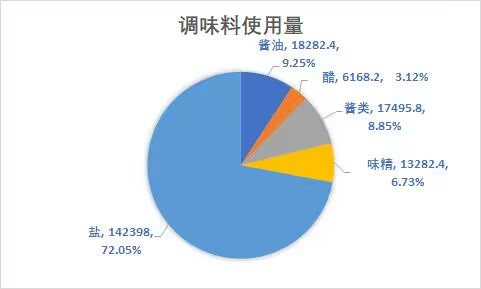 调味料使用量
酱油, 18282.4,
9.25%
醋, 6168.2, 3.12%
酱类, 17495.8,
8.85%
味精, 13282.4,
6.73%
盐, 142398,
72.05%